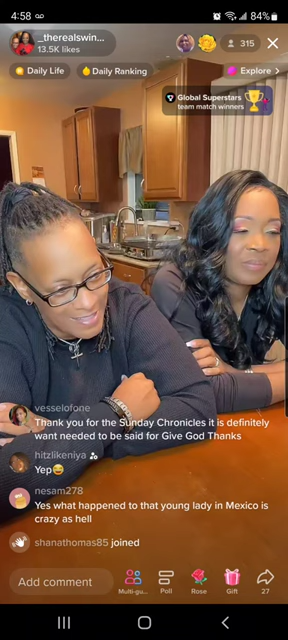 4:58
84%
_therealswin...
13.5K likes
315
Daily Life
Daily Ranking
Explore >
Global Superstars
team match winners
vesselofone
Thank you for the Sunday Chronicles it is definitely
want needed to be said for Give God Thanks
hitzlikeniya
Yep😂
nesam278
Yes what happened to that young lady in Mexico is
crazy as hell
shanathomas85 joined
Add comment
Multi-gu...
Poll
Rose
Gift
27